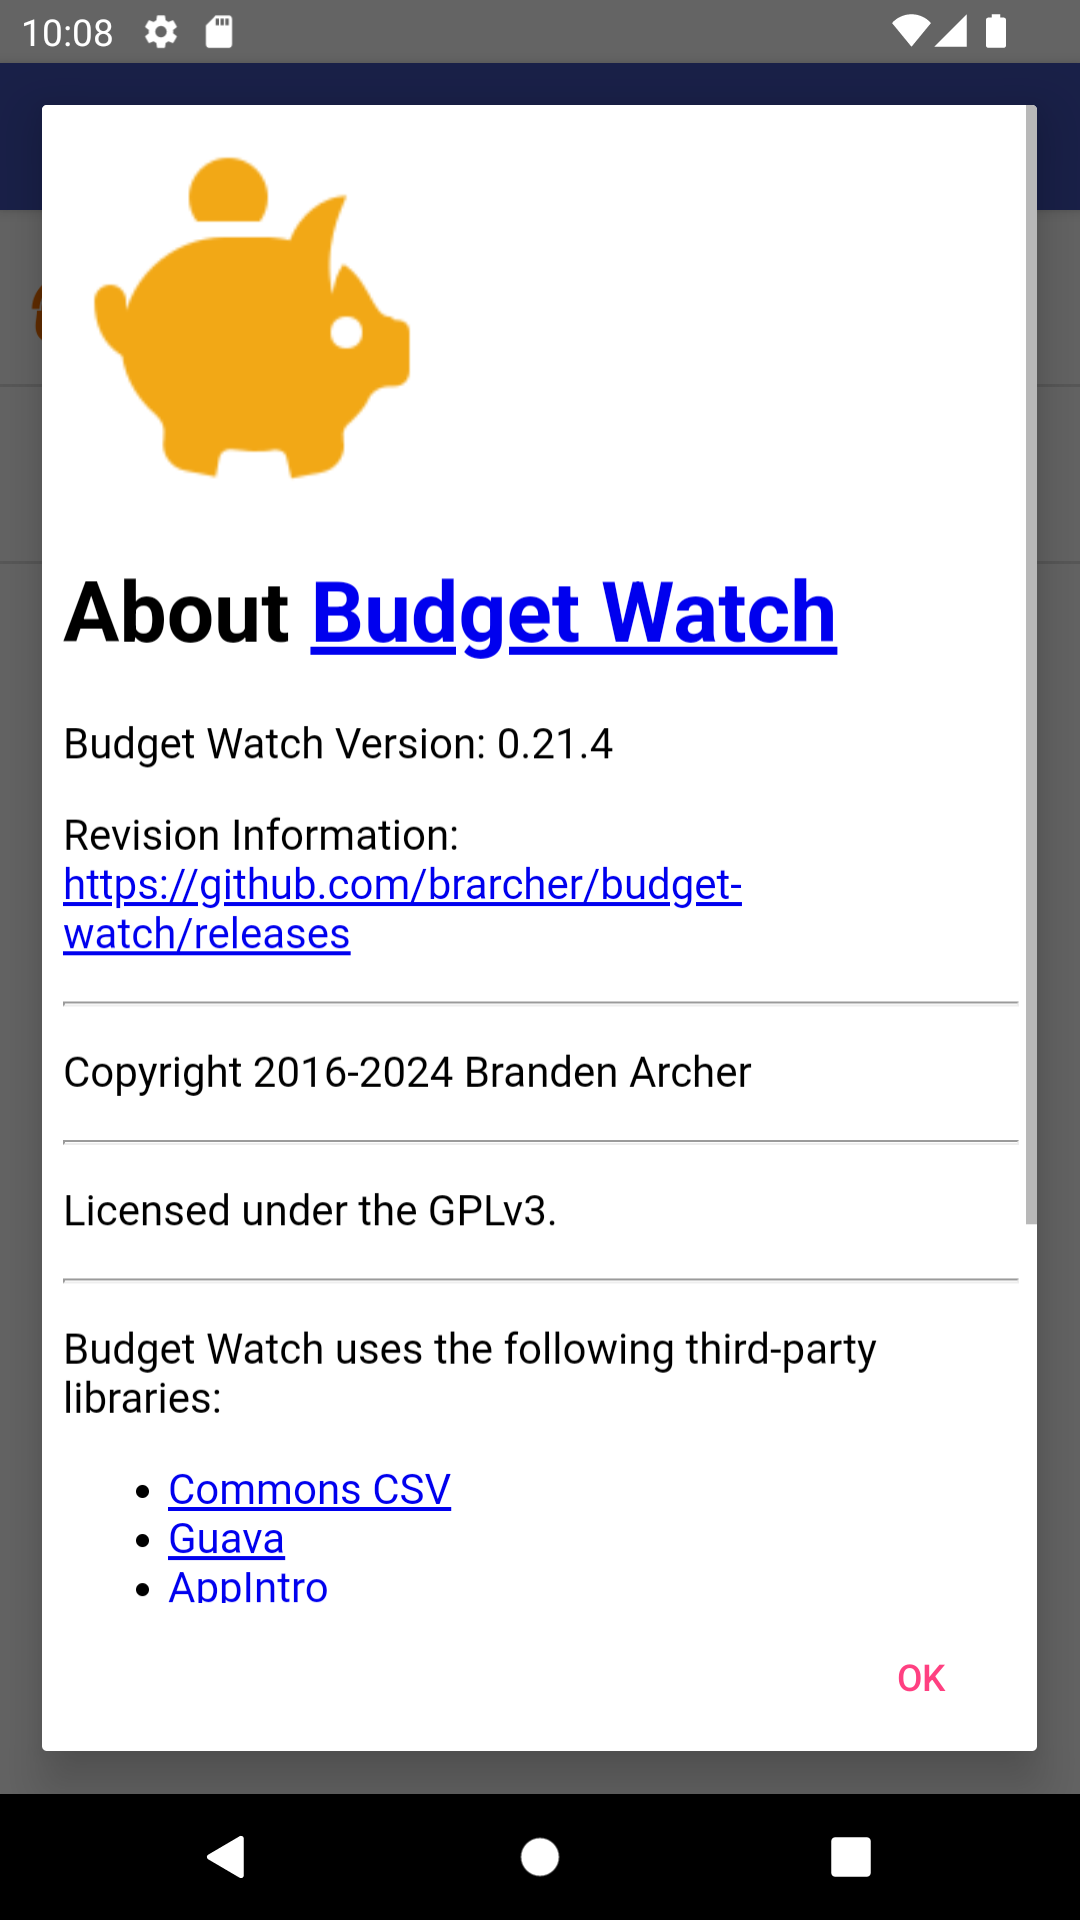 10:08
About Budget Watch
Budget Watch Version: 0.21.4
Revision Information:
https://github.com/brarcher/budget-
watch/releases
Copyright 2016-2024 Branden Archer
Licensed under the GPLv3.
Budget Watch uses the following third-party
libraries:
• Commons CSV
• Guava
• AppIntro
OK